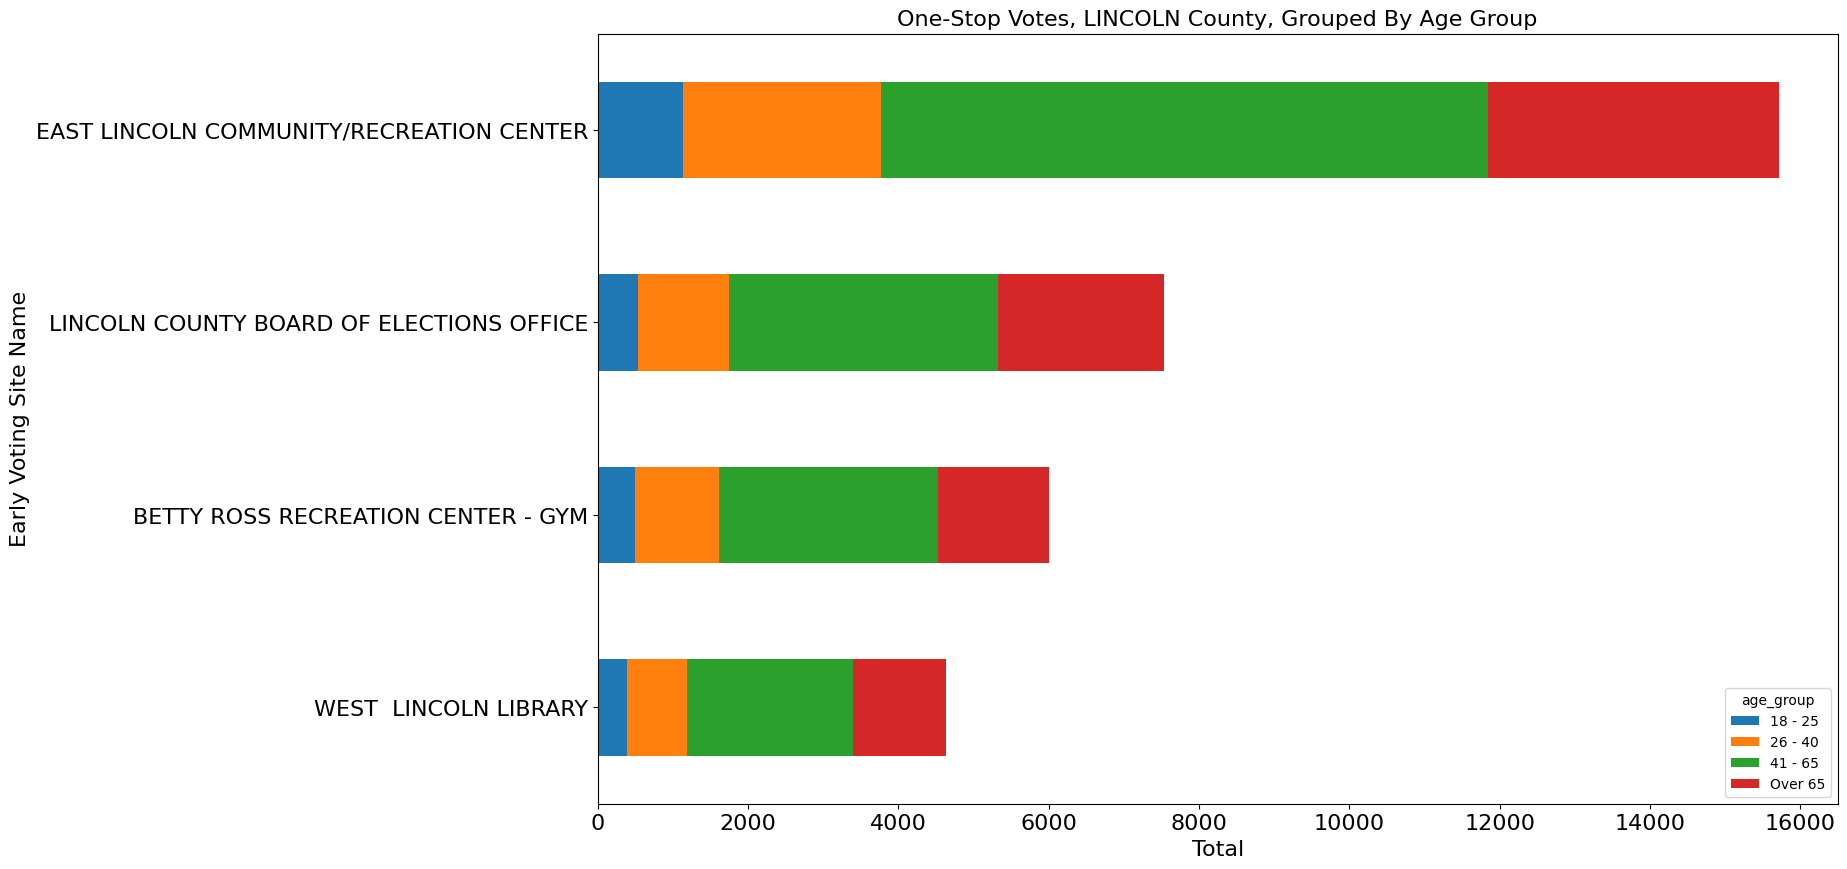 One-Stop Votes, LINCOLN County, Grouped By Age Group
Early Voting Site Name
EAST LINCOLN COMMUNITY/RECREATION CENTER
LINCOLN COUNTY BOARD OF ELECTIONS OFFICE
BETTY ROSS RECREATION CENTER - GYM
WEST  LINCOLN LIBRARY
age_group
18 - 25
26 - 40
41 - 65
Over 65
0 2000 4000 6000 8000 10000 12000 14000 16000
Total